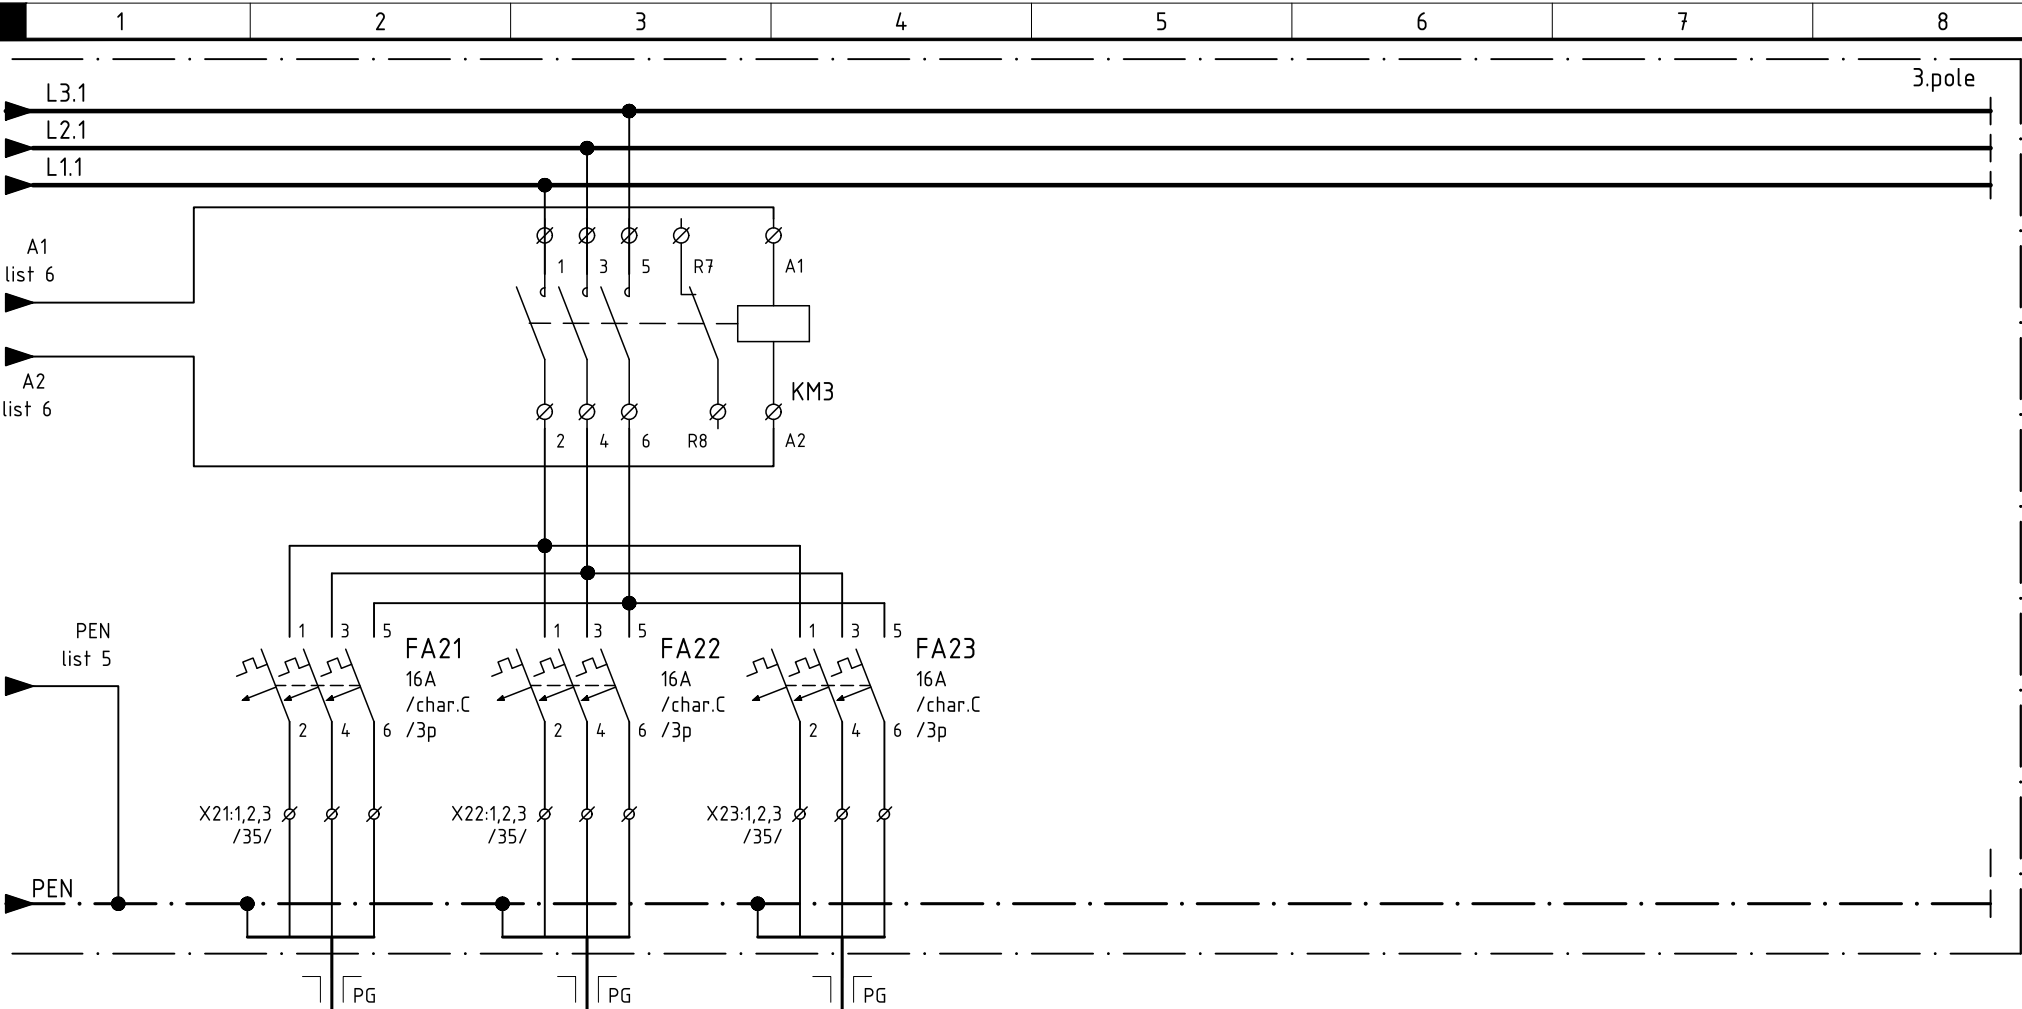 1 2 3 4 5 6 7 8
3.pole
L3.1
L2.1
L1.1
A1
list 6
1 3 5 R7 A1
A2
list 6
KM3
2 4 6 R8 A2
PEN
list 5
1 3 5 1 3 5 1 3 5
FA21 FA22 FA23
16A 16A 16A
/char.C /char.C /char.C
2 4 6 /3p 2 4 6 /3p 2 4 6 /3p
X21:1,2,3 X22:1,2,3 X23:1,2,3
/35/ /35/ /35/
PEN
PG PG PG